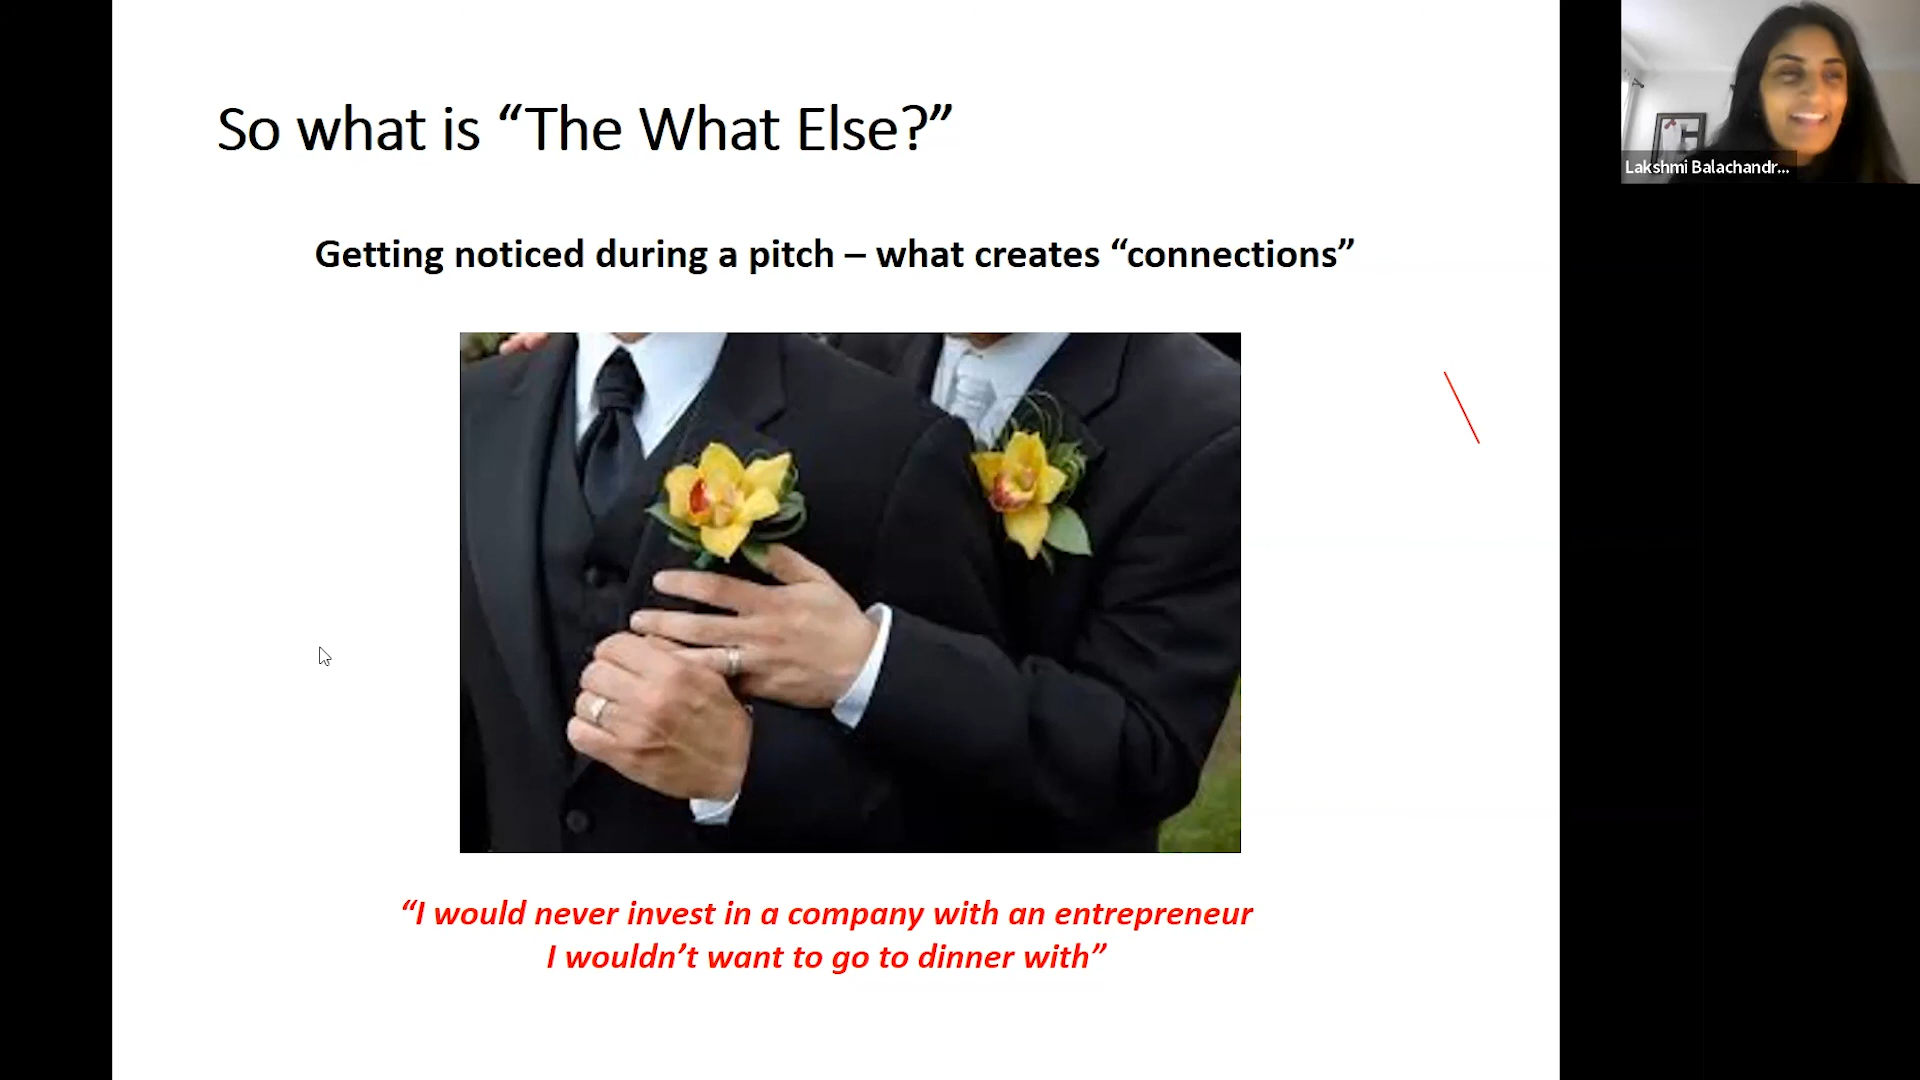 So what is “The What Else?”
Getting noticed during a pitch – what creates “connections”
“I would never invest in a company with an entrepreneur
I wouldn’t want to go to dinner with”
Lakshmi Balachandr...